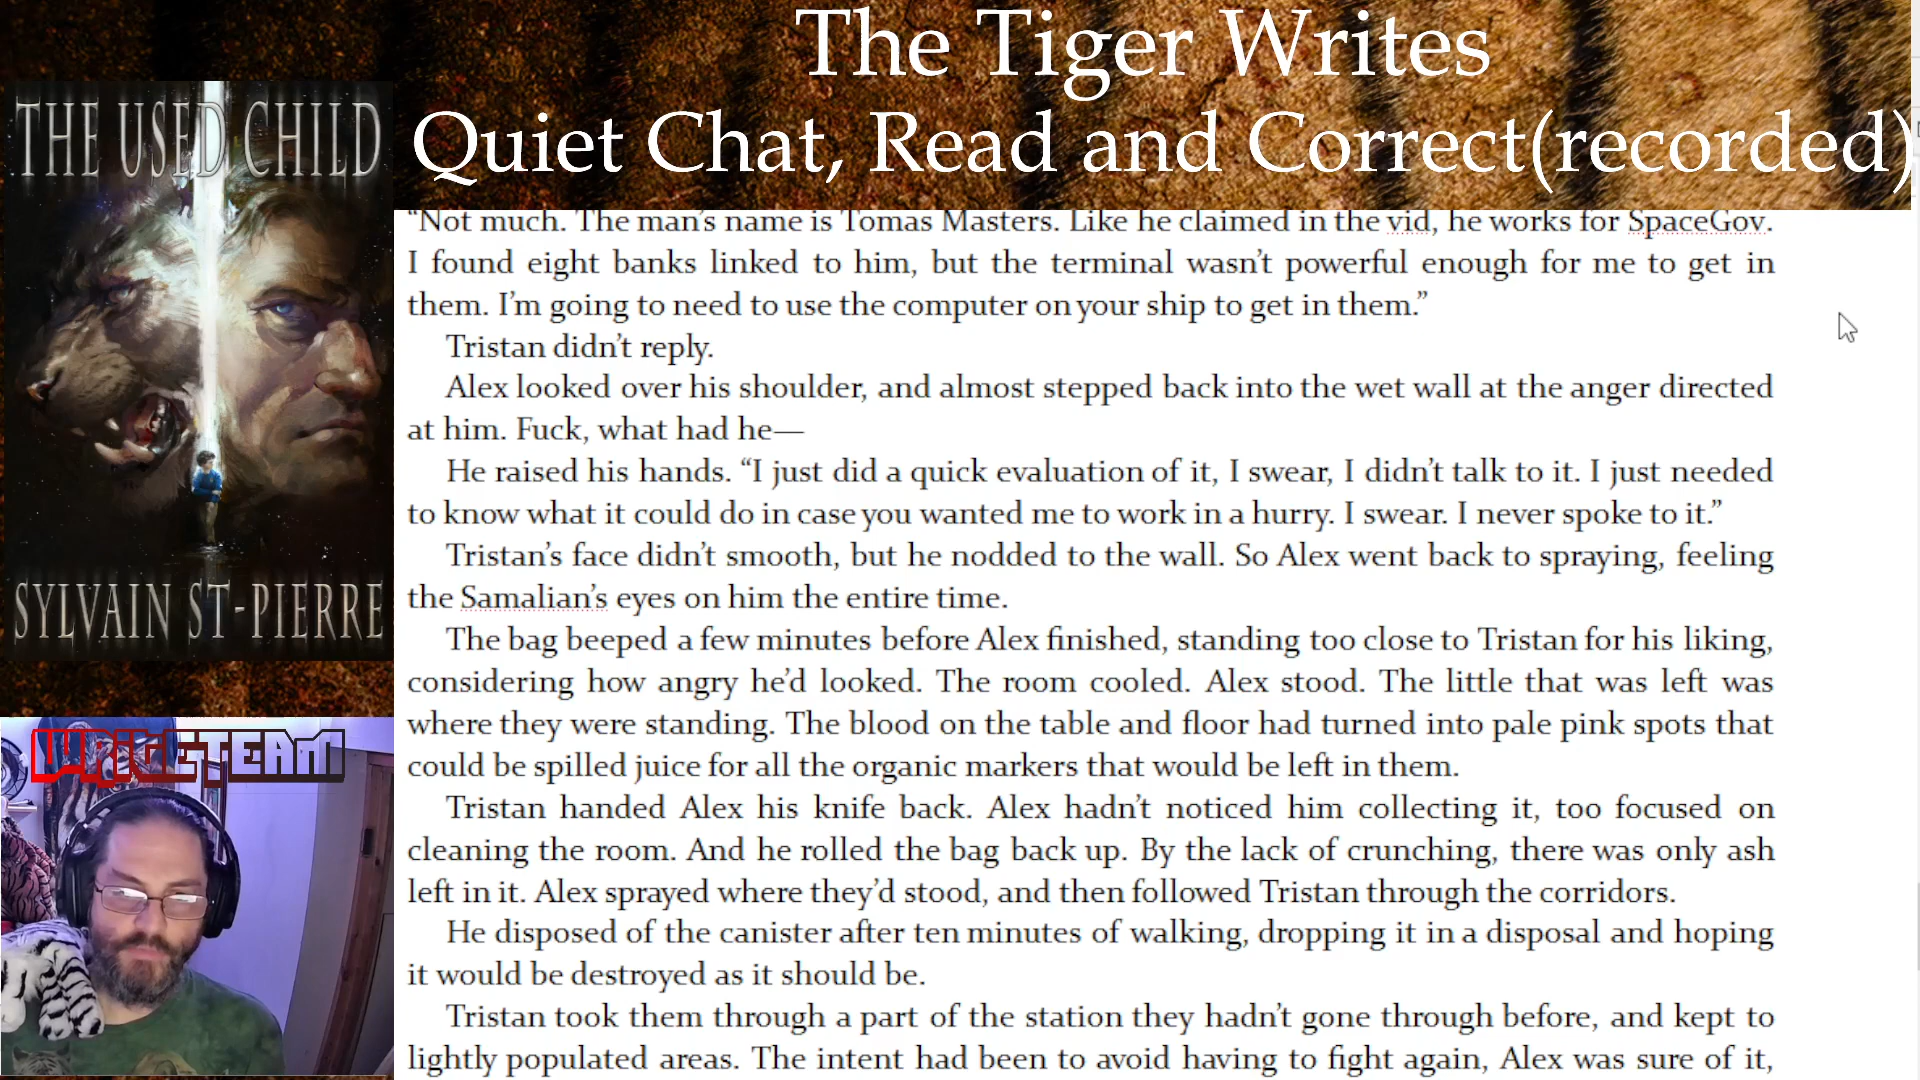 The Tiger Writes
Quiet Chat, Read and Correct(recorded)
THE USED CHILD
SYLVAIN ST-PIERRE
WRITETEAM
“Not much. The man’s name is Tomas Masters. Like he claimed in the vid, he works for SpaceGov.
I found eight banks linked to him, but the terminal wasn’t powerful enough for me to get in
them. I’m going to need to use the computer on your ship to get in them.”
Tristan didn’t reply.
Alex looked over his shoulder, and almost stepped back into the wet wall at the anger directed
at him. Fuck, what had he—
He raised his hands. “I just did a quick evaluation of it, I swear, I didn’t talk to it. I just needed
to know what it could do in case you wanted me to work in a hurry. I swear. I never spoke to it.”
Tristan’s face didn’t smooth, but he nodded to the wall. So Alex went back to spraying, feeling
the Samalian’s eyes on him the entire time.
The bag beeped a few minutes before Alex finished, standing too close to Tristan for his liking,
considering how angry he’d looked. The room cooled. Alex stood. The little that was left was
where they were standing. The blood on the table and floor had turned into pale pink spots that
could be spilled juice for all the organic markers that would be left in them.
Tristan handed Alex his knife back. Alex hadn’t noticed him collecting it, too focused on
cleaning the room. And he rolled the bag back up. By the lack of crunching, there was only ash
left in it. Alex sprayed where they’d stood, and then followed Tristan through the corridors.
He disposed of the canister after ten minutes of walking, dropping it in a disposal and hoping
it would be destroyed as it should be.
Tristan took them through a part of the station they hadn’t gone through before, and kept to
lightly populated areas. The intent had been to avoid having to fight again, Alex was sure of it,